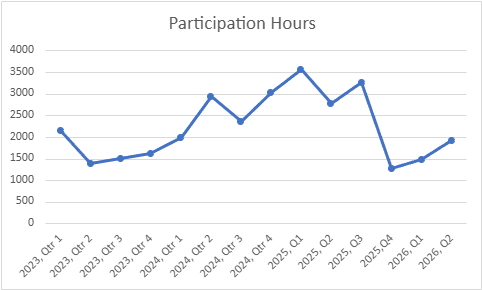 Participation Hours
4000
3500
3000
2500
2000
1500
1000
500
0
2023, Qtr 1
2023, Qtr 2
2023, Qtr 3
2023, Qtr 4
2024, Qtr 1
2024, Qtr 2
2024, Qtr 3
2024, Qtr 4
2025, Q1
2025, Q2
2025, Q3
2025,Q4
2026, Q1
2026, Q2